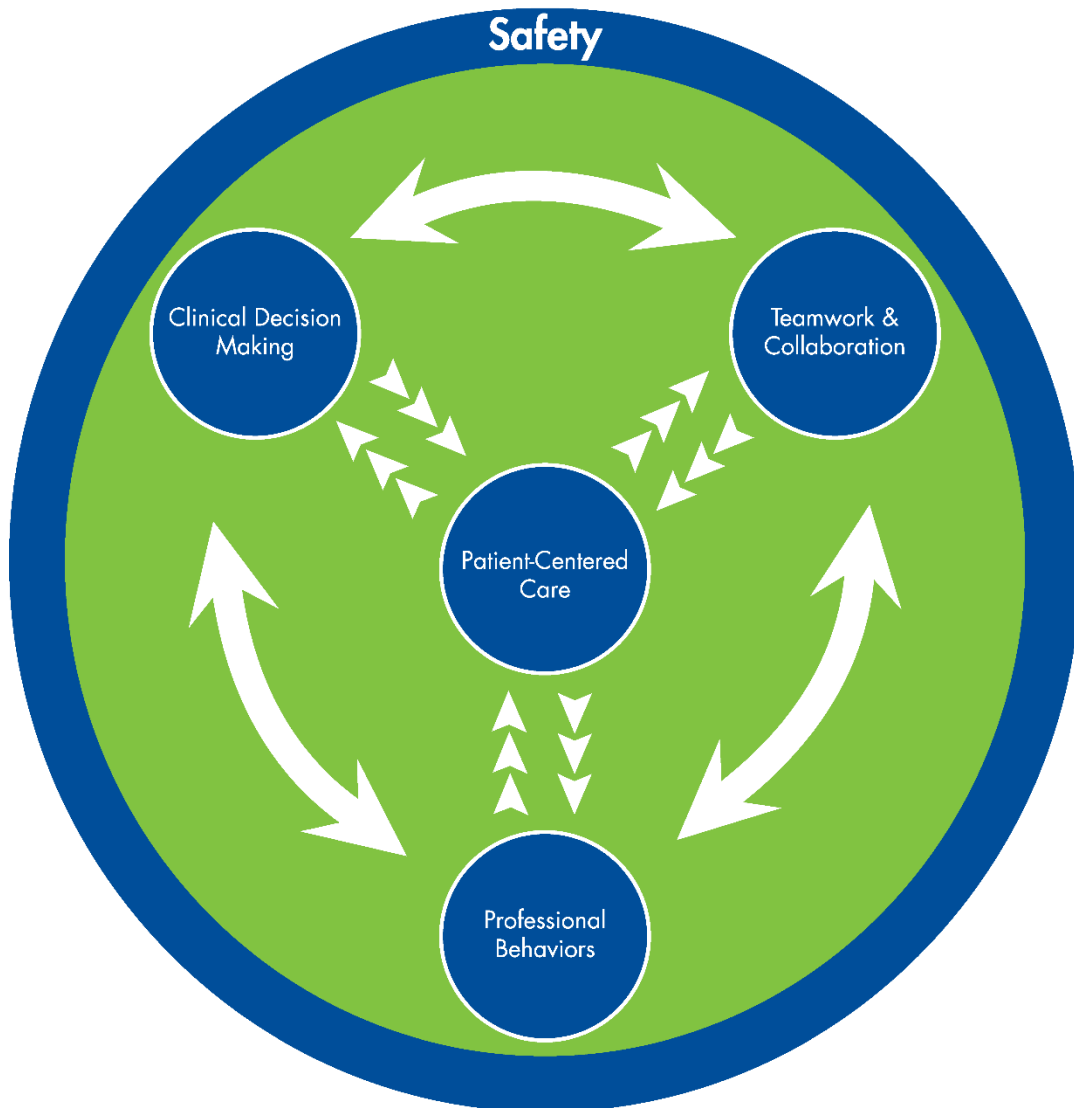 Safety
Clinical Decision
Making
Teamwork &
Collaboration
Patient-Centered
Care
Professional
Behaviors